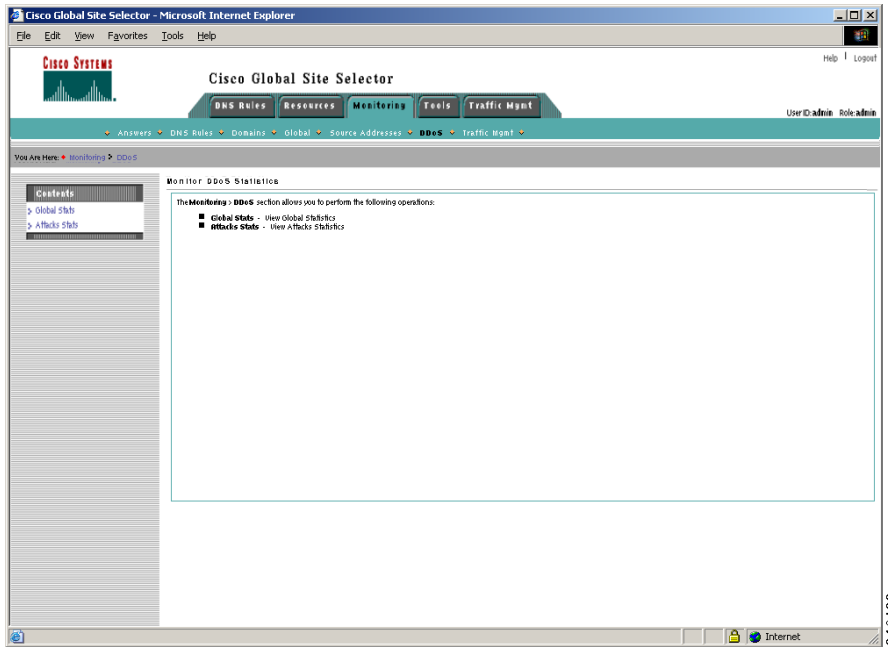 Cisco Global Site Selector - Microsoft Internet Explorer
File Edit View Favorites Tools Help
CISCO SYSTEMS
Cisco Global Site Selector
Help | Logout
DNS Rules Resources Monitoring Tools Traffic Mgmt
User ID:admin Role:admin
Answers DNS Rules Domains Global Source Addresses DDoS Traffic Mgmt
You Are Here: Monitoring > DDoS
Contents
Global Stats
Attacks Stats
Monitor DDoS Statistics
The Monitoring > DDoS section allows you to perform the following operations:
Global Stats - View Global Statistics
Attacks Stats - View Attacks Statistics
Internet